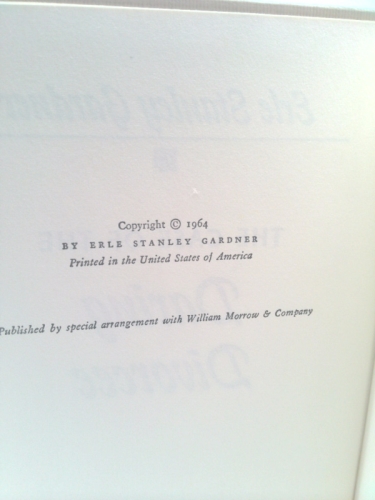 Copyright © 1964
BY ERLE STANLEY GARDNER
Printed in the United States of America
Published by special arrangement with William Morrow & Company